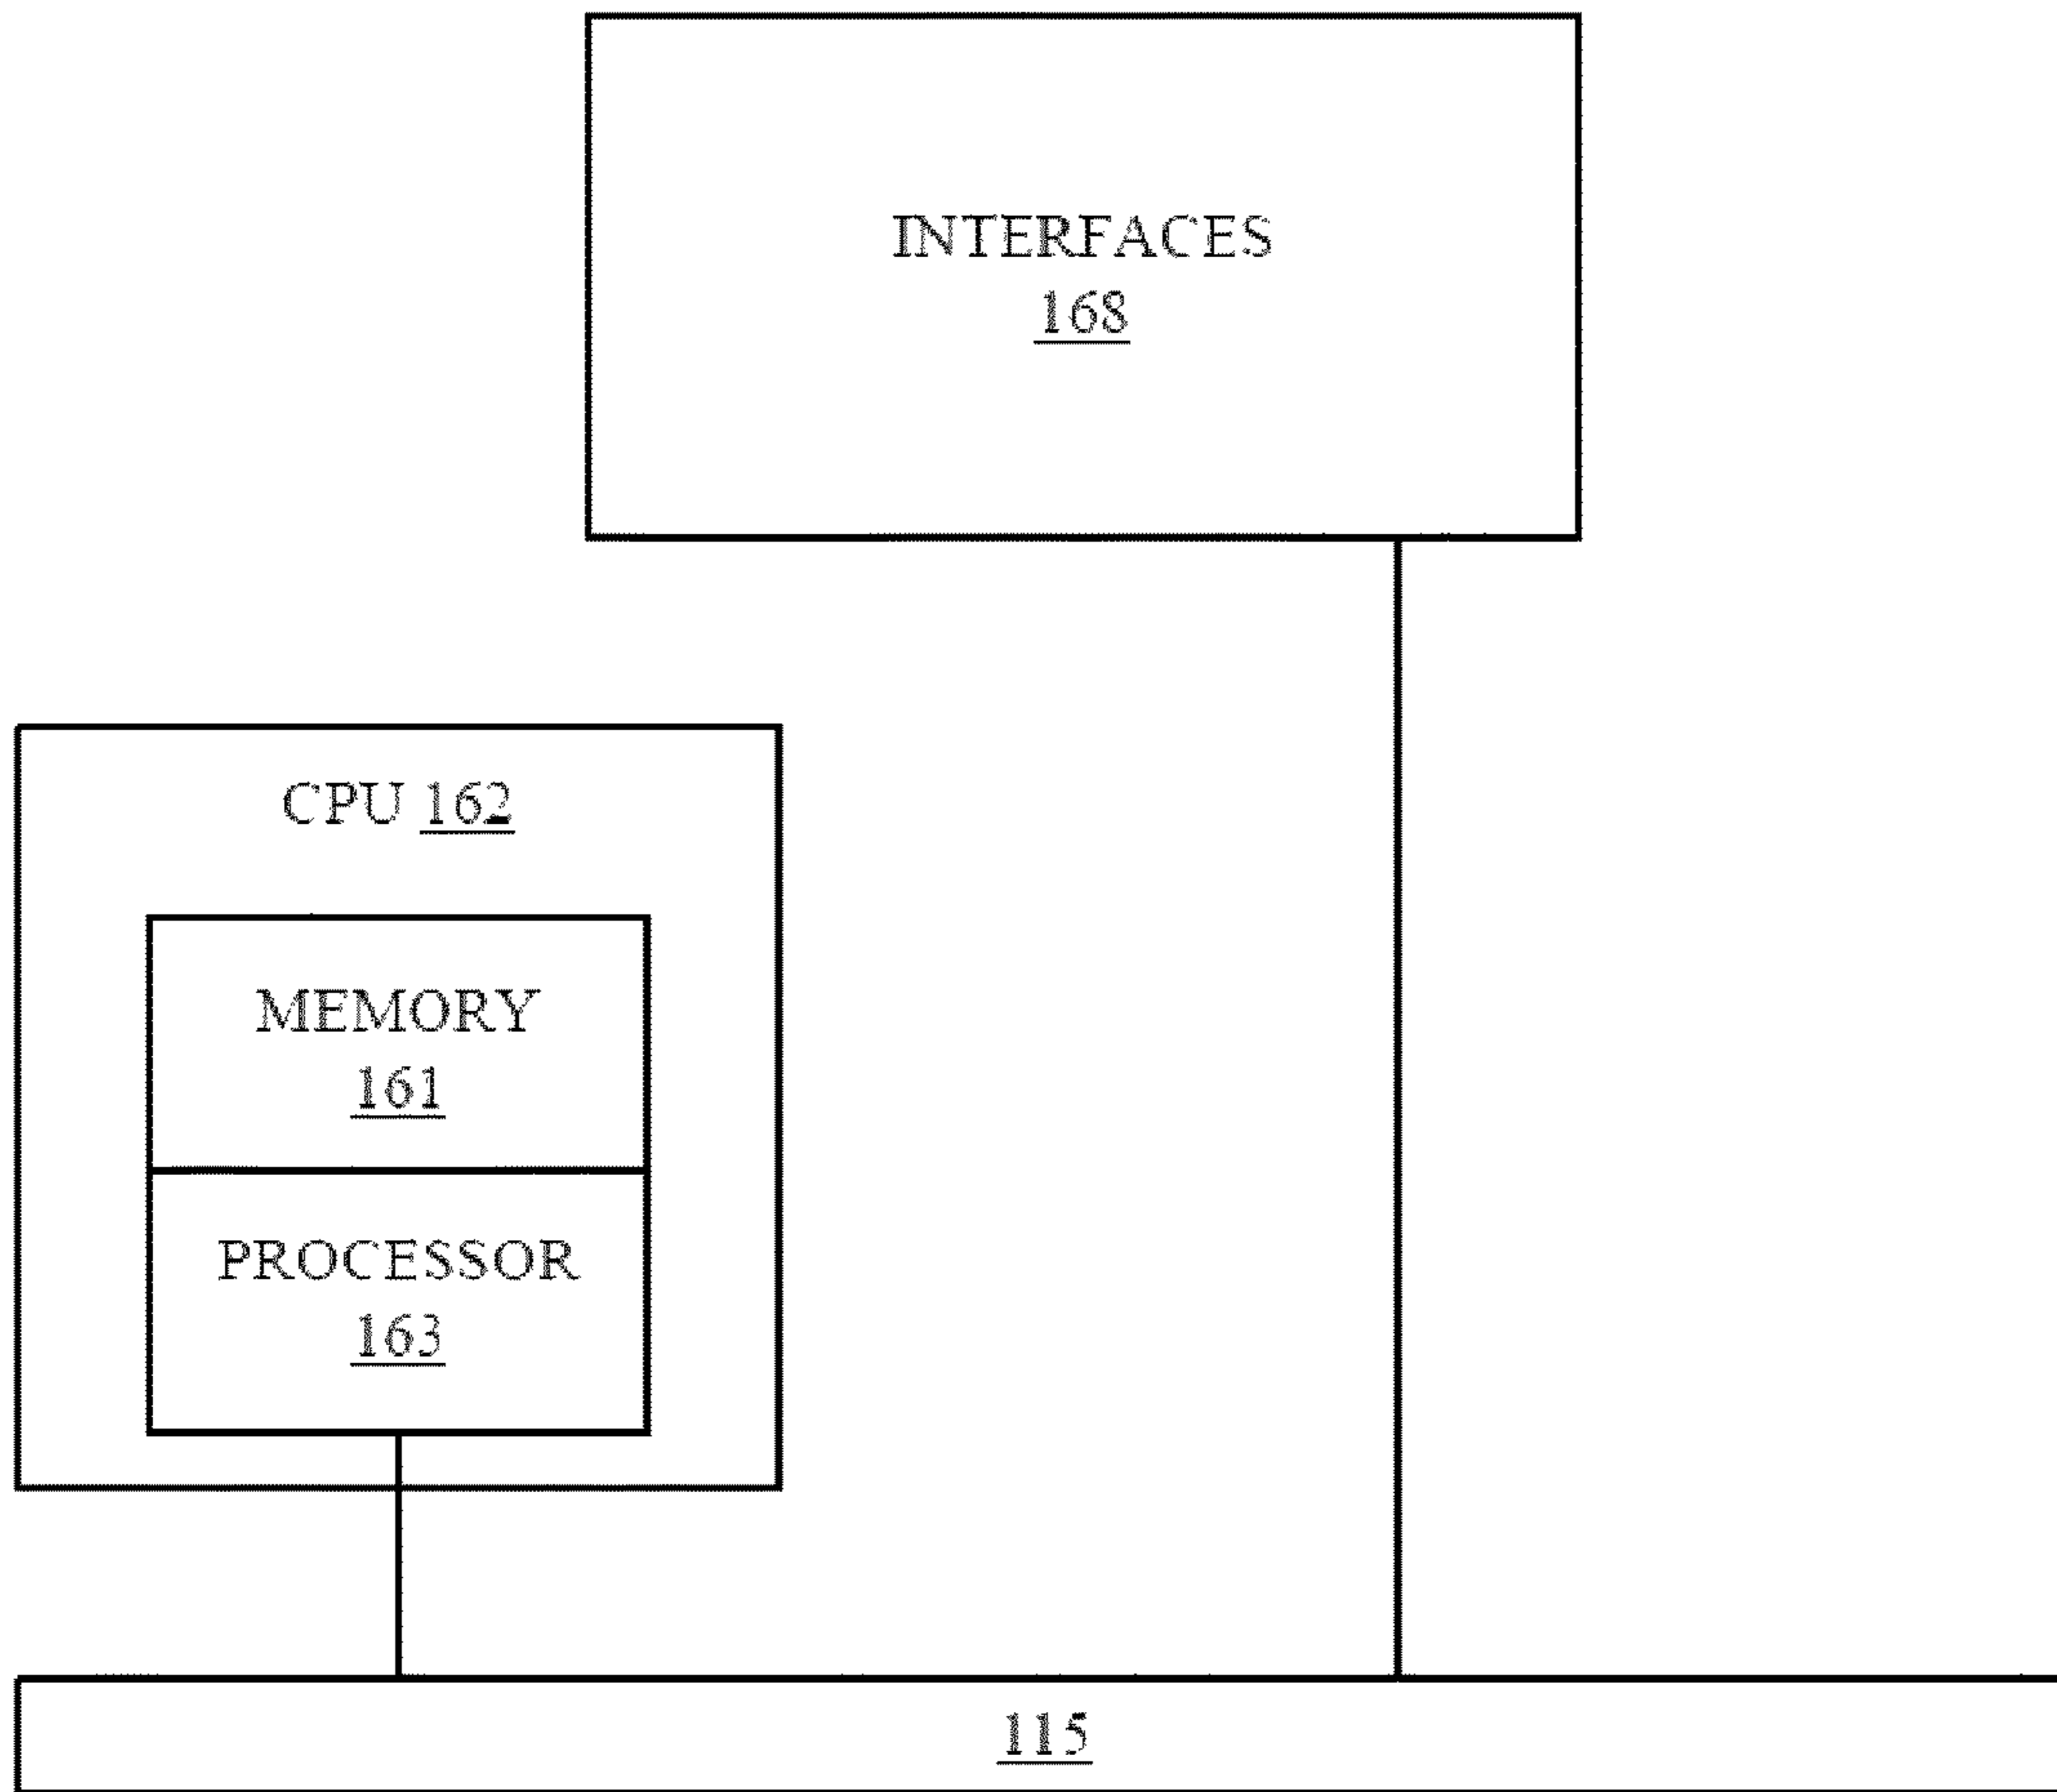 INTERFACES
168
CPU 162
MEMORY
161
PROCESSOR
163
115